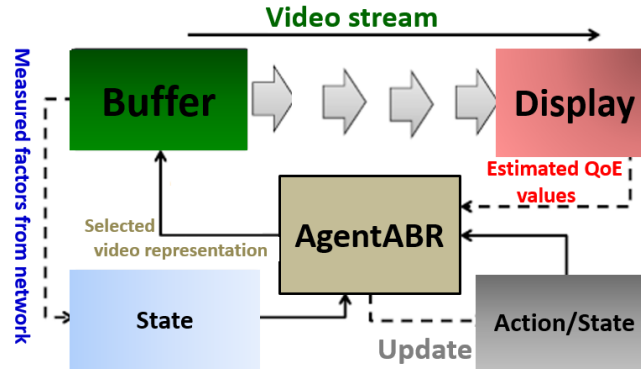 Video stream
Measured factors from network
Buffer
Display
Estimated QoE
values
Selected
video representation
AgentABR
State
Action/State
Update